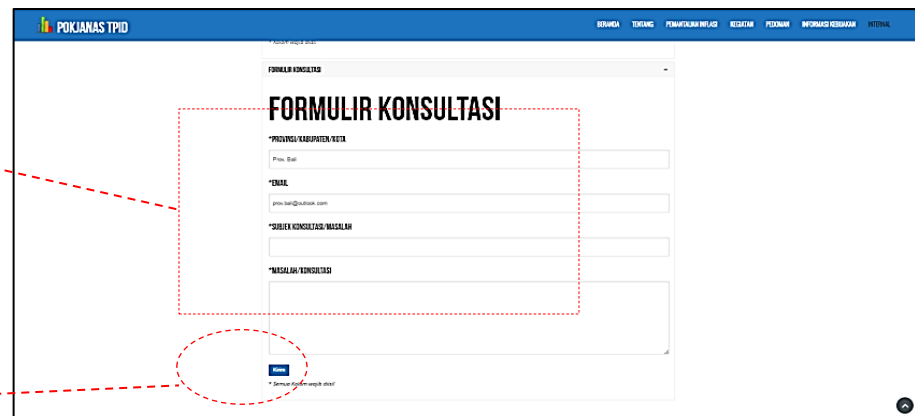 POKJANAS TPID
BERANDA TENTANG PEMANTAUAN INFLASI KEGIATAN PEDOMAN INFORMASI KEBIJAKAN INTERNAL
FORMULIR KONSULTASI
FORMULIR KONSULTASI
*PROVINSI/KABUPATEN/KOTA
Prov. Bali
*EMAIL
prov.bali@outlook.com
*SUBJEK KONSULTASI/MASALAH
*MASALAH/KONSULTASI
Kirim
* Semua Kolom wajib diisi!